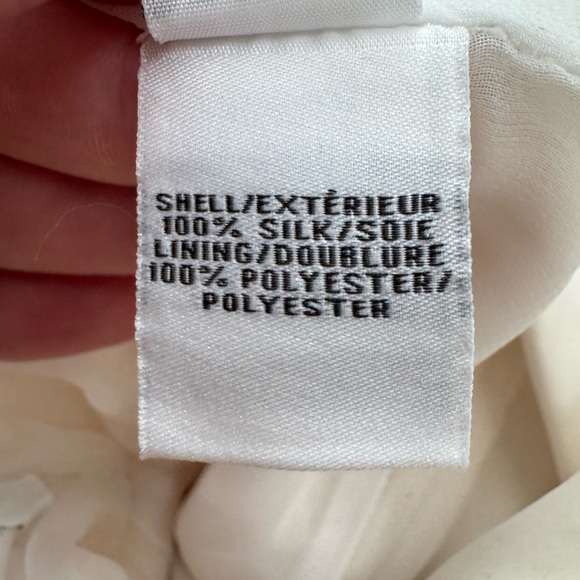 SHELL/EXTÉRIEUR
100% SILK/SOIE
LINING/DOUBLURE
100% POLYESTER/
POLYESTER